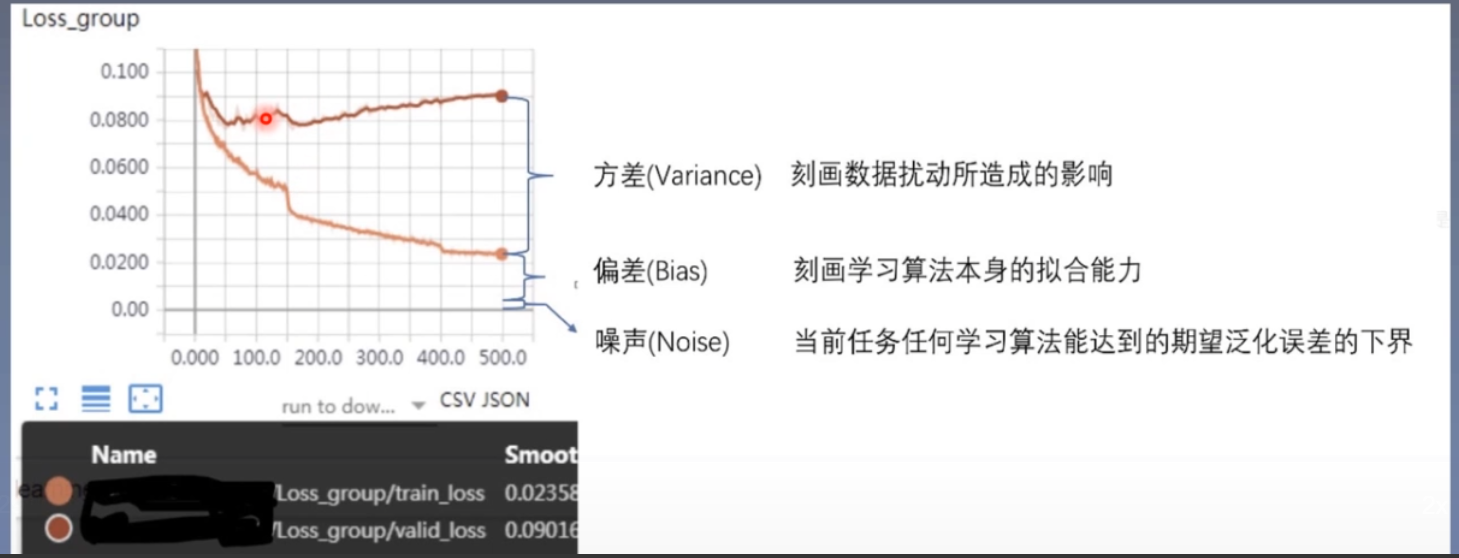 Loss_group
0.100
0.0800
0.0600
0.0400
0.0200
0.00
0.000 100.0 200.0 300.0 400.0 500.0
方差(Variance) 刻画数据扰动所造成的影响
偏差(Bias) 刻画学习算法本身的拟合能力
噪声(Noise) 当前任务任何学习算法能达到的期望泛化误差的下界
run to dow... CSV JSON
Name Smoot
/Loss_group/train_loss 0.02358
/Loss_group/valid_loss 0.09016